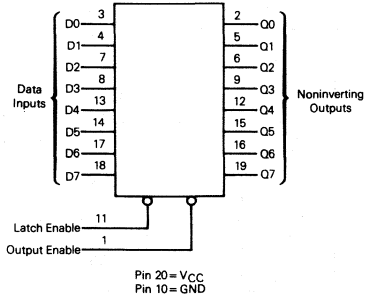 D0 3 2 Q0
D1 4 5 Q1
D2 7 6 Q2
D3 8 9 Q3
D4 13 12 Q4
D5 14 15 Q5
D6 17 16 Q6
D7 18 19 Q7
Data
Inputs
Noninverting
Outputs
Latch Enable 11
Output Enable 1
Pin 20 = VCC
Pin 10 = GND